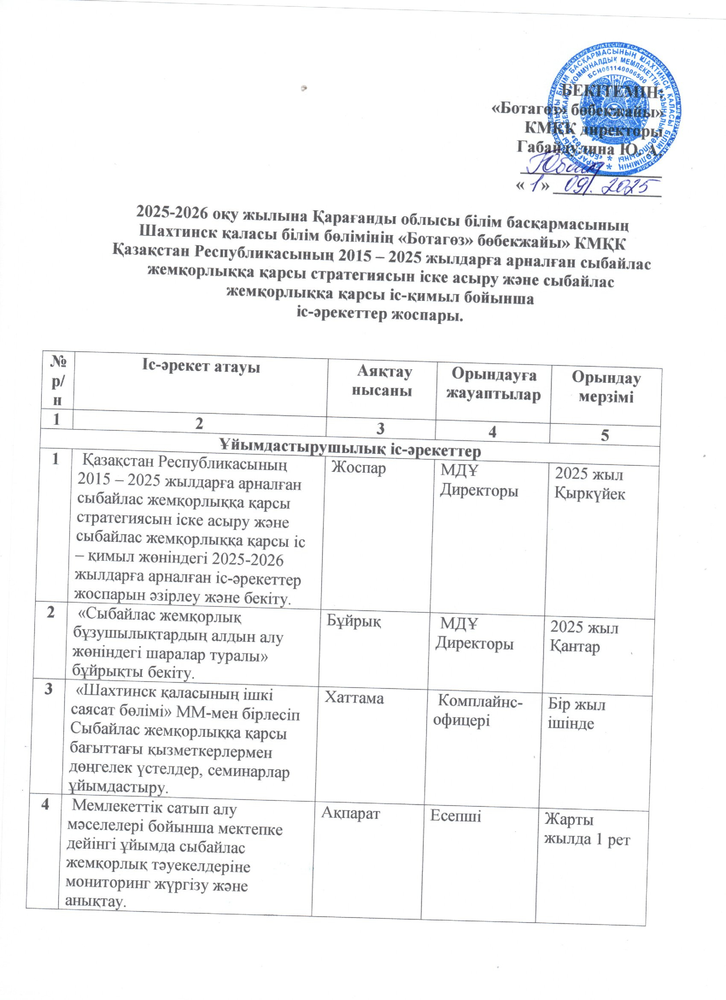 БЕКІТЕМІН:
«Ботагөз» бөбекжайы»
КМҚК директоры
Габайдулина Ю. А.
« 1 » 09. 2025
БСН061140006500
2025-2026 оқу жылына Қарағанды облысы білім басқармасының
Шахтинск қаласы білім бөлімінің «Ботагөз» бөбекжайы» КМҚК
Қазақстан Республикасының 2015 – 2025 жылдарға арналған сыбайлас
жемқорлыққа қарсы стратегиясын іске асыру және сыбайлас
жемқорлыққа қарсы іс-қимыл бойынша
іс-әрекеттер жоспары.
№ р/н
Іс-әрекет атауы
Аяқтау
нысаны
Орындауға
жауаптылар
Орындау
мерзімі
1 2 3 4 5
Ұйымдастырушылық іс-әрекеттер
1
Қазақстан Республикасының
2015 – 2025 жылдарға арналған
сыбайлас жемқорлыққа қарсы
стратегиясын іске асыру және
сыбайлас жемқорлыққа қарсы іс
– қимыл жөніндегі 2025-2026
жылдарға арналған іс-әрекеттер
жоспарын әзірлеу және бекіту.
Жоспар
МДҰ
Директоры
2025 жыл
Қыркүйек
2
«Сыбайлас жемқорлық
бұзушылықтардың алдын алу
жөніндегі шаралар туралы»
бұйрықты бекіту.
Бұйрық
МДҰ
Директоры
2025 жыл
Қантар
3
«Шахтинск қаласының ішкі
саясат бөлімі» ММ-мен бірлесіп
Сыбайлас жемқорлыққа қарсы
бағыттағы қызметкерлермен
дөңгелек үстелдер, семинарлар
ұйымдастыру.
Хаттама
Комплайнс-
офицері
Бір жыл
ішінде
4
Мемлекеттік сатып алу
мәселелері бойынша мектепке
дейінгі ұйымда сыбайлас
жемқорлық тәуекелдеріне
мониторинг жүргізу және
анықтау.
Ақпарат
Есепші
Жарты
жылда 1 рет